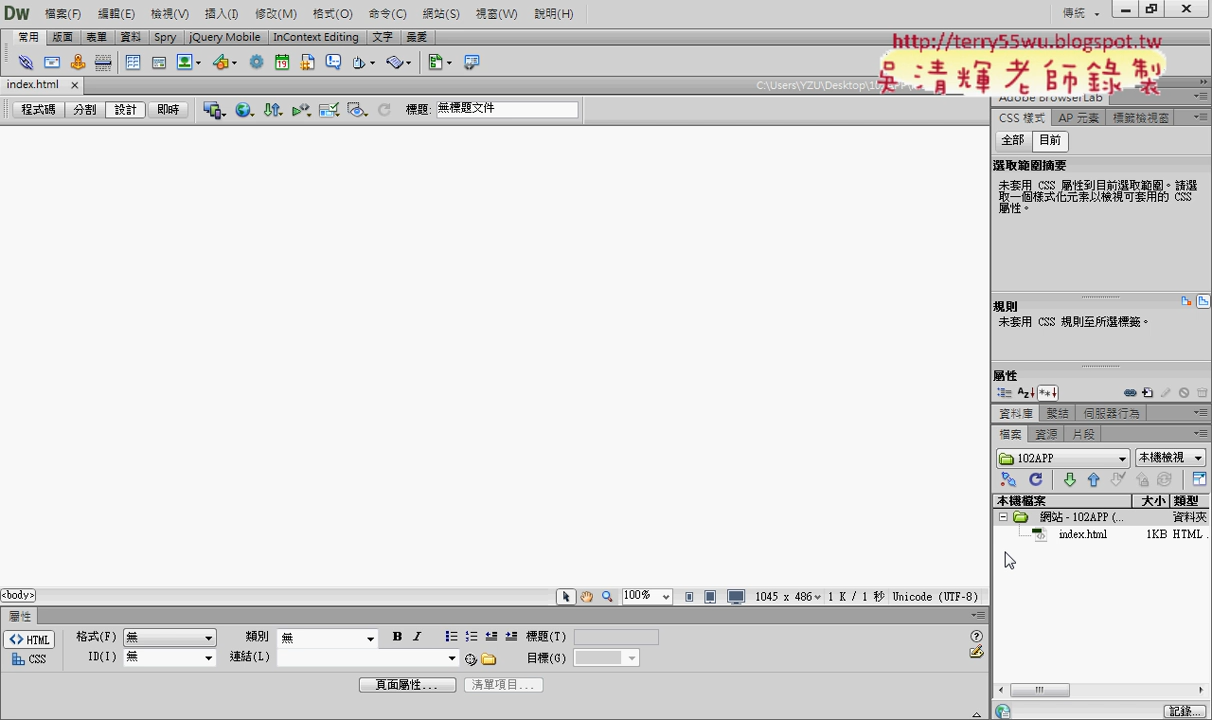 Dw 檔案(F) 編輯(E) 檢視(V) 插入(I) 修改(M) 格式(O) 命令(C) 網站(S) 視窗(W) 說明(H) 傳統
常用 版面 表單 資料 Spry jQuery Mobile InContext Editing 文字 最愛
http://terry55wu.blogspot.tw
吳清輝老師錄製
index.html
C:\Users\YZU\Desktop\10
程式碼 分割 設計 即時 標題: 無標題文件
Adobe BrowserLab
CSS 樣式 AP 元素 標籤檢視窗
全部 目前
選取範圍摘要
未套用 CSS 屬性到目前選取範圍。請選
取一個樣式化元素以檢視可套用的 CSS
屬性。
規則
未套用 CSS 規則至所選標籤。
屬性
資料庫 繫結 伺服器行為
檔案 資源 片段
102APP 本機檢視
本機檔案 大小 類型
網站 - 102APP (... 資料夾
index.html 1KB HTML .
<body> 100% 1045 x 486 1 K / 1 秒 Unicode (UTF-8)
屬性
<> HTML 格式(F) 無 類別 無 B I 標題(T)
CSS ID(I) 無 連結(L) 目標(G)
頁面屬性... 清單項目...
記錄...